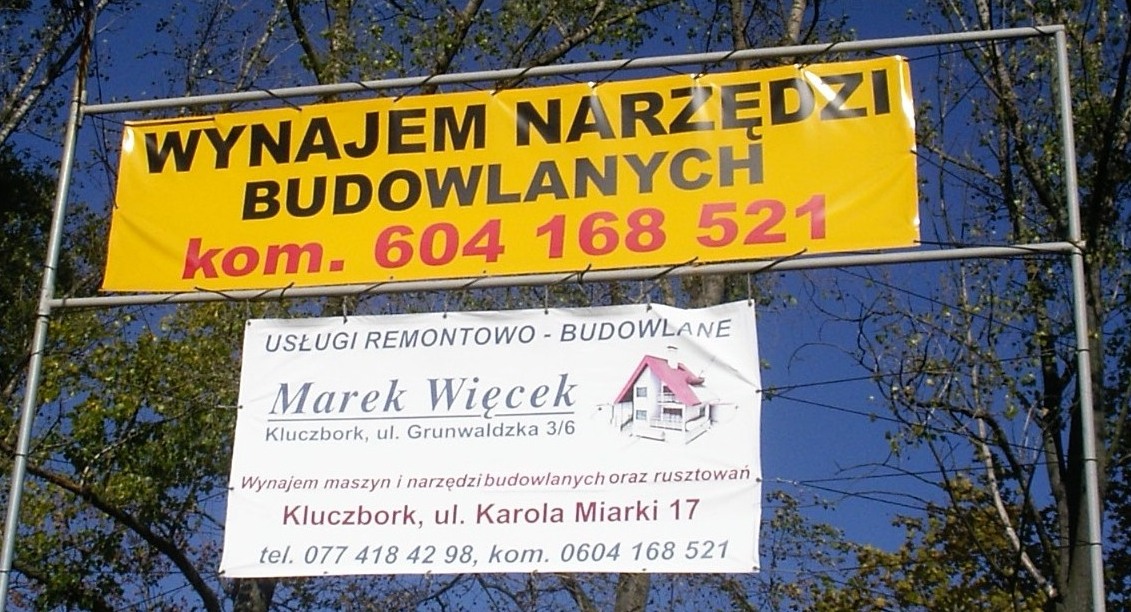 WYNAJEM NARZĘDZI
BUDOWLANYCH
kom. 604 168 521
USŁUGI REMONTOWO - BUDOWLANE
Marek Więcek
Kluczbork, ul. Grunwaldzka 3/6
Wynajem maszyn i narzędzi budowlanych oraz rusztowań
Kluczbork, ul. Karola Miarki 17
tel. 077 418 42 98, kom. 0604 168 521